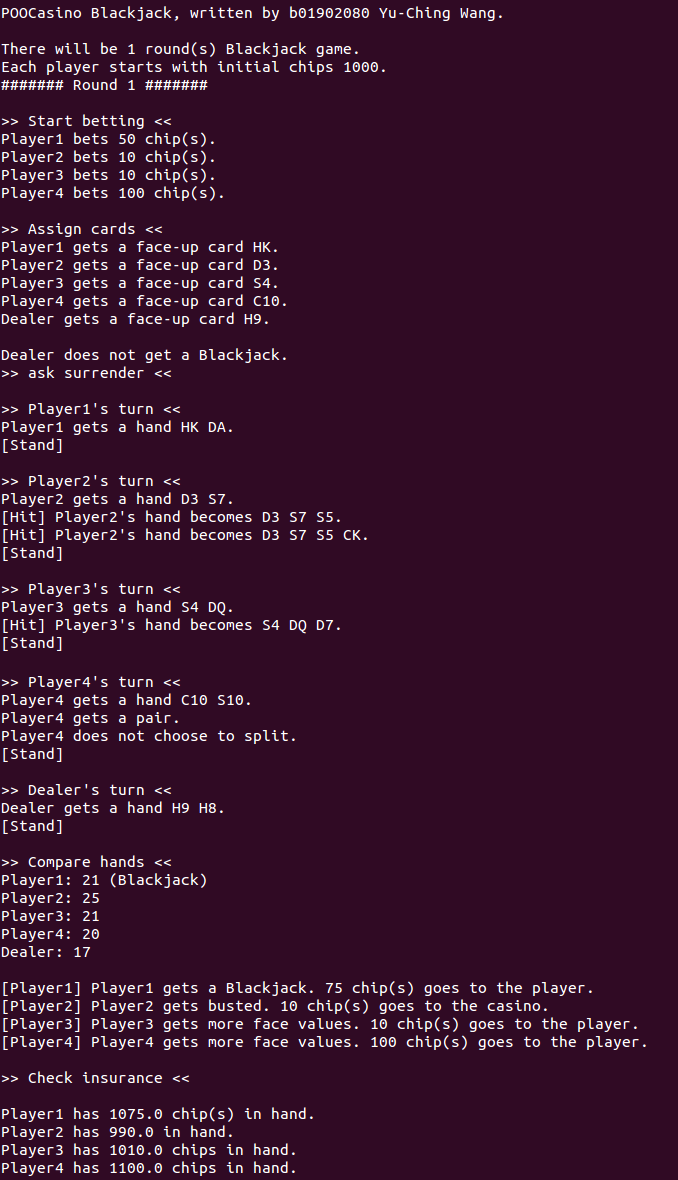 POOCasino Blackjack, written by b01902080 Yu-Ching Wang.
There will be 1 round(s) Blackjack game.
Each player starts with initial chips 1000.
####### Round 1 #######
>> Start betting <<
Player1 bets 50 chip(s).
Player2 bets 10 chip(s).
Player3 bets 10 chip(s).
Player4 bets 100 chip(s).
>> Assign cards <<
Player1 gets a face-up card HK.
Player2 gets a face-up card D3.
Player3 gets a face-up card S4.
Player4 gets a face-up card C10.
Dealer gets a face-up card H9.
Dealer does not get a Blackjack.
>> ask surrender <<
>> Player1's turn <<
Player1 gets a hand HK DA.
[Stand]
>> Player2's turn <<
Player2 gets a hand D3 S7.
[Hit] Player2's hand becomes D3 S7 S5.
[Hit] Player2's hand becomes D3 S7 S5 CK.
[Stand]
>> Player3's turn <<
Player3 gets a hand S4 DQ.
[Hit] Player3's hand becomes S4 DQ D7.
[Stand]
>> Player4's turn <<
Player4 gets a hand C10 S10.
Player4 gets a pair.
Player4 does not choose to split.
[Stand]
>> Dealer's turn <<
Dealer gets a hand H9 H8.
[Stand]
>> Compare hands <<
Player1: 21 (Blackjack)
Player2: 25
Player3: 21
Player4: 20
Dealer: 17
[Player1] Player1 gets a Blackjack. 75 chip(s) goes to the player.
[Player2] Player2 gets busted. 10 chip(s) goes to the casino.
[Player3] Player3 gets more face values. 10 chip(s) goes to the player.
[Player4] Player4 gets more face values. 100 chip(s) goes to the player.
>> Check insurance <<
Player1 has 1075.0 chip(s) in hand.
Player2 has 990.0 in hand.
Player3 has 1010.0 chips in hand.
Player4 has 1100.0 chips in hand.